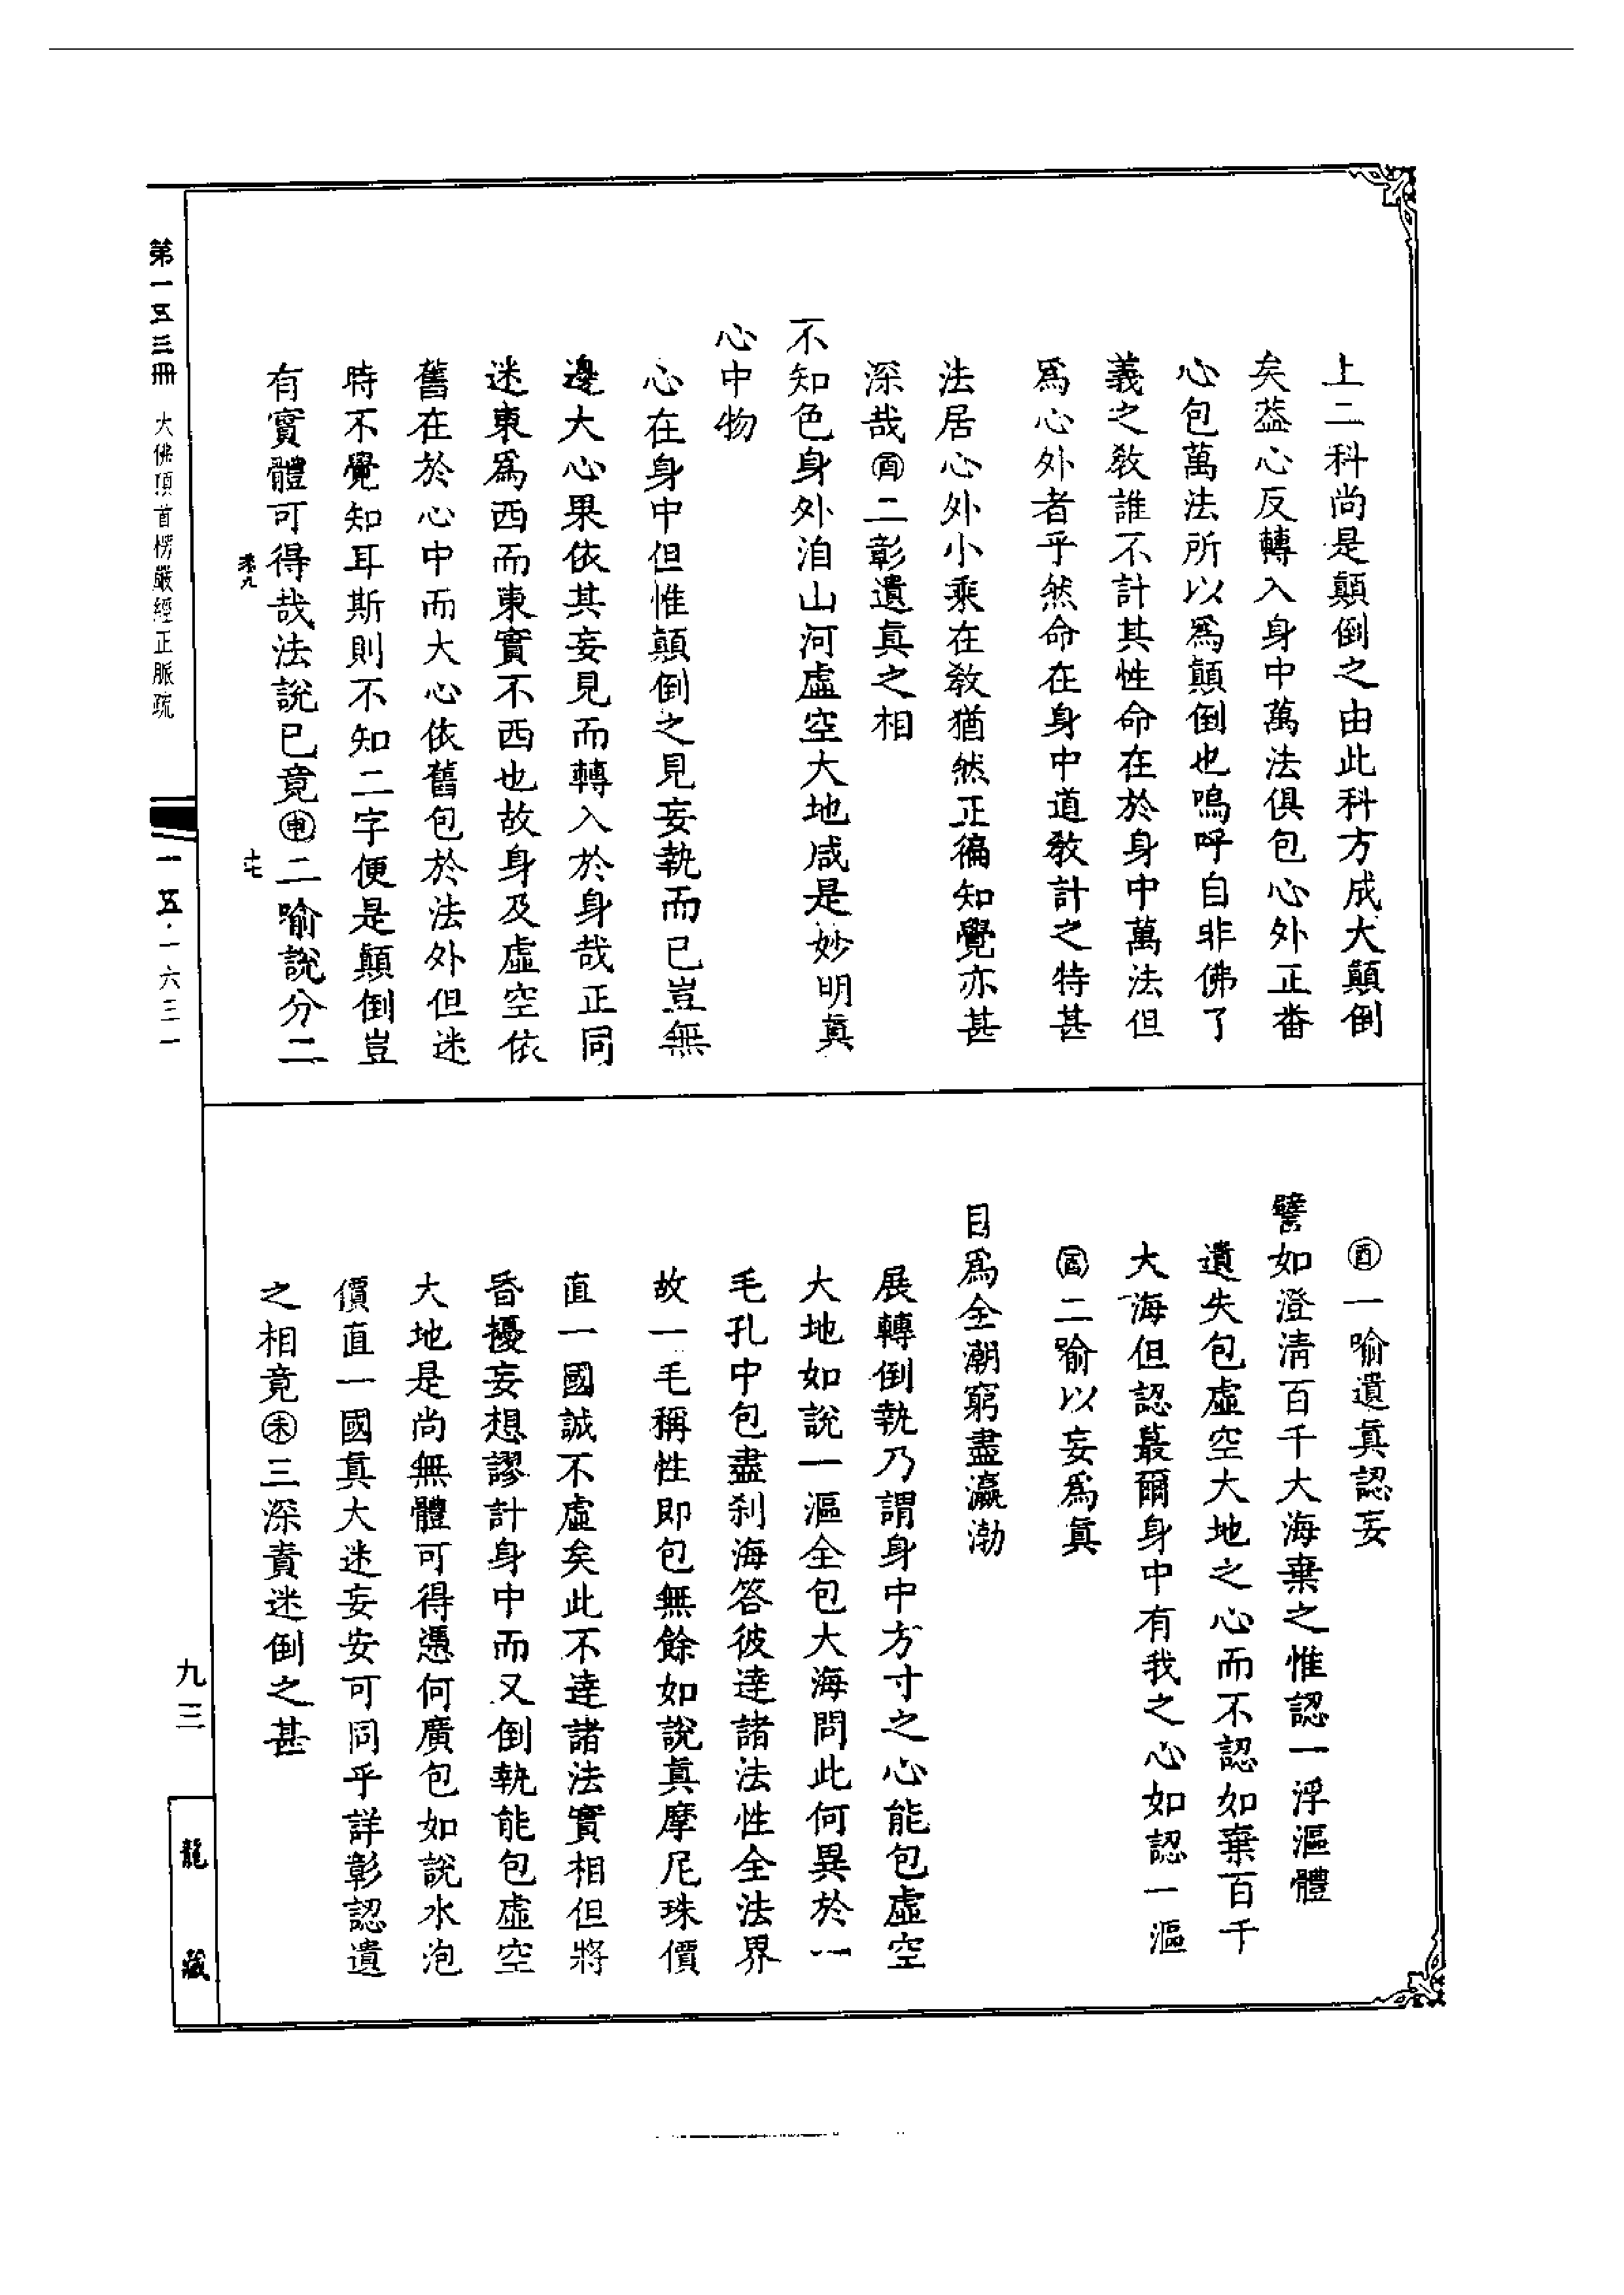 上二科尚是顛倒之由此科方成大顛倒
矣葢心反轉入身中萬法俱包心外正畨
心包萬法所以爲顛倒也嗚呼自非佛了
義之教誰不計其性命在於身中萬法但
爲心外者乎然命在身中道教計之特甚
法居心外小乘在教猶然正徧知覺亦甚
深哉㊒二彰遺眞之相
不知色身外洎山河虛空大地咸是妙明眞
心中物
心在身中但惟顛倒之見妄執而已豈無
邊大心果依其妄見而轉入於身哉正同
迷東爲西而東實不西也故身及虛空依
舊在於心中而大心依舊包於法外但迷
時不覺知耳斯則不知二字便是顛倒豈
有實體可得哉法說已竟申二喻說分二
卷九
酉一喻遺眞認妄
譬如澄清百千大海棄之惟認一浮漚體
遺失包虛空大地之心而不認如棄百千
大海但認蕞爾身中有我之心如認一漚
二喻以妄爲眞
目爲全潮窮盡瀛渤
展轉倒執乃謂身中方寸之心能包虛空
大地如說一漚全包大海問此何異於一
毛孔中包盡刹海答彼達諸法性全法界
故一毛稱性即包無餘如說眞摩尼珠價
直一國誠不虛矣此不達諸法實相但將
昏擾妄想謬計身中而又倒執能包虛空
大地是尚無體可得憑何廣包如說水泡
價直一國眞大迷妄安可同乎詳彰認遺
之相竟未三深責迷倒之甚
第一五三冊 大佛頂首楞嚴經正脈疏
一五·一六三一
九三
龍藏